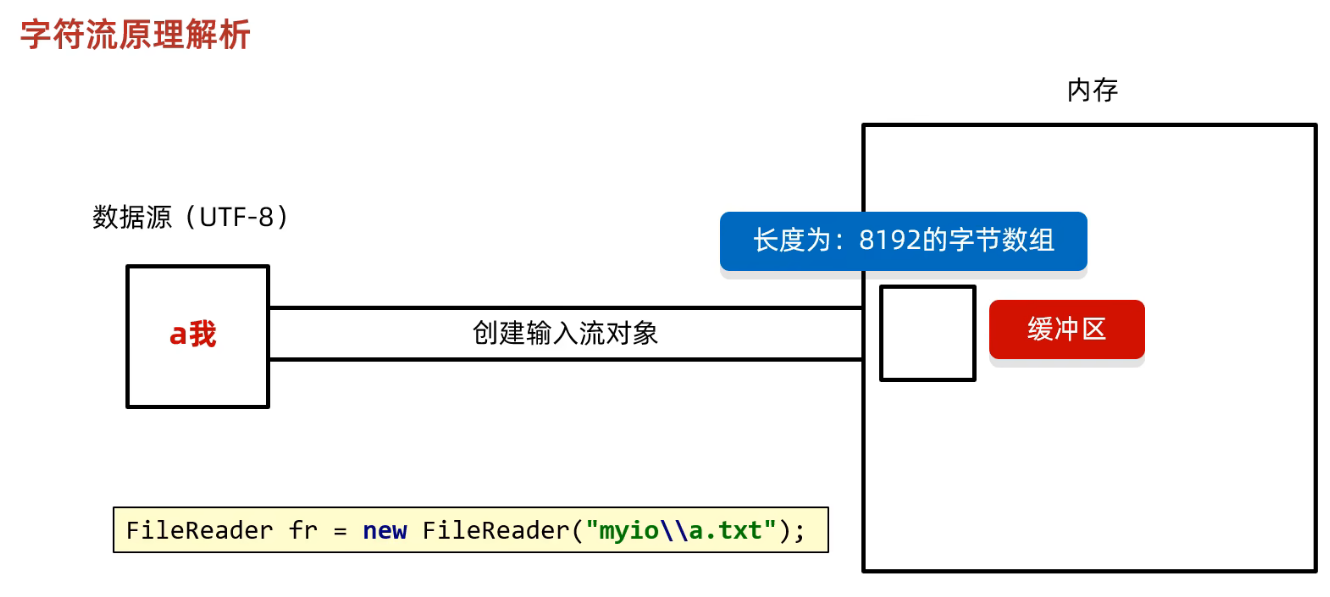 字符流原理解析
内存
数据源（UTF-8）
长度为：8192的字节数组
a我
创建输入流对象
缓冲区
FileReader fr = new FileReader("myio\\a.txt");